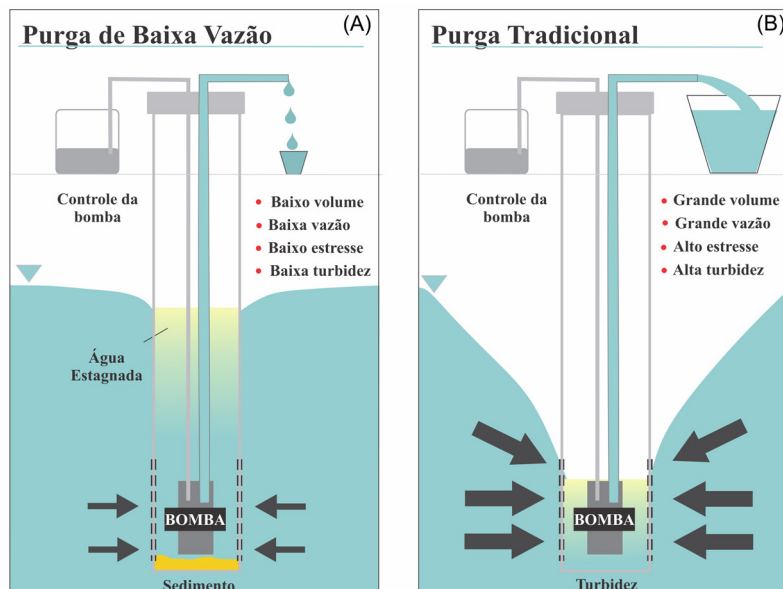 Purga de Baixa Vazão
(A)
Controle da
bomba
• Baixo volume
• Baixa vazão
• Baixo estresse
• Baixa turbidez
Água
Estagnada
BOMBA
Sedimento
Purga Tradicional
(B)
Controle da
bomba
• Grande volume
• Grande vazão
• Alto estresse
• Alta turbidez
BOMBA
Turbidez